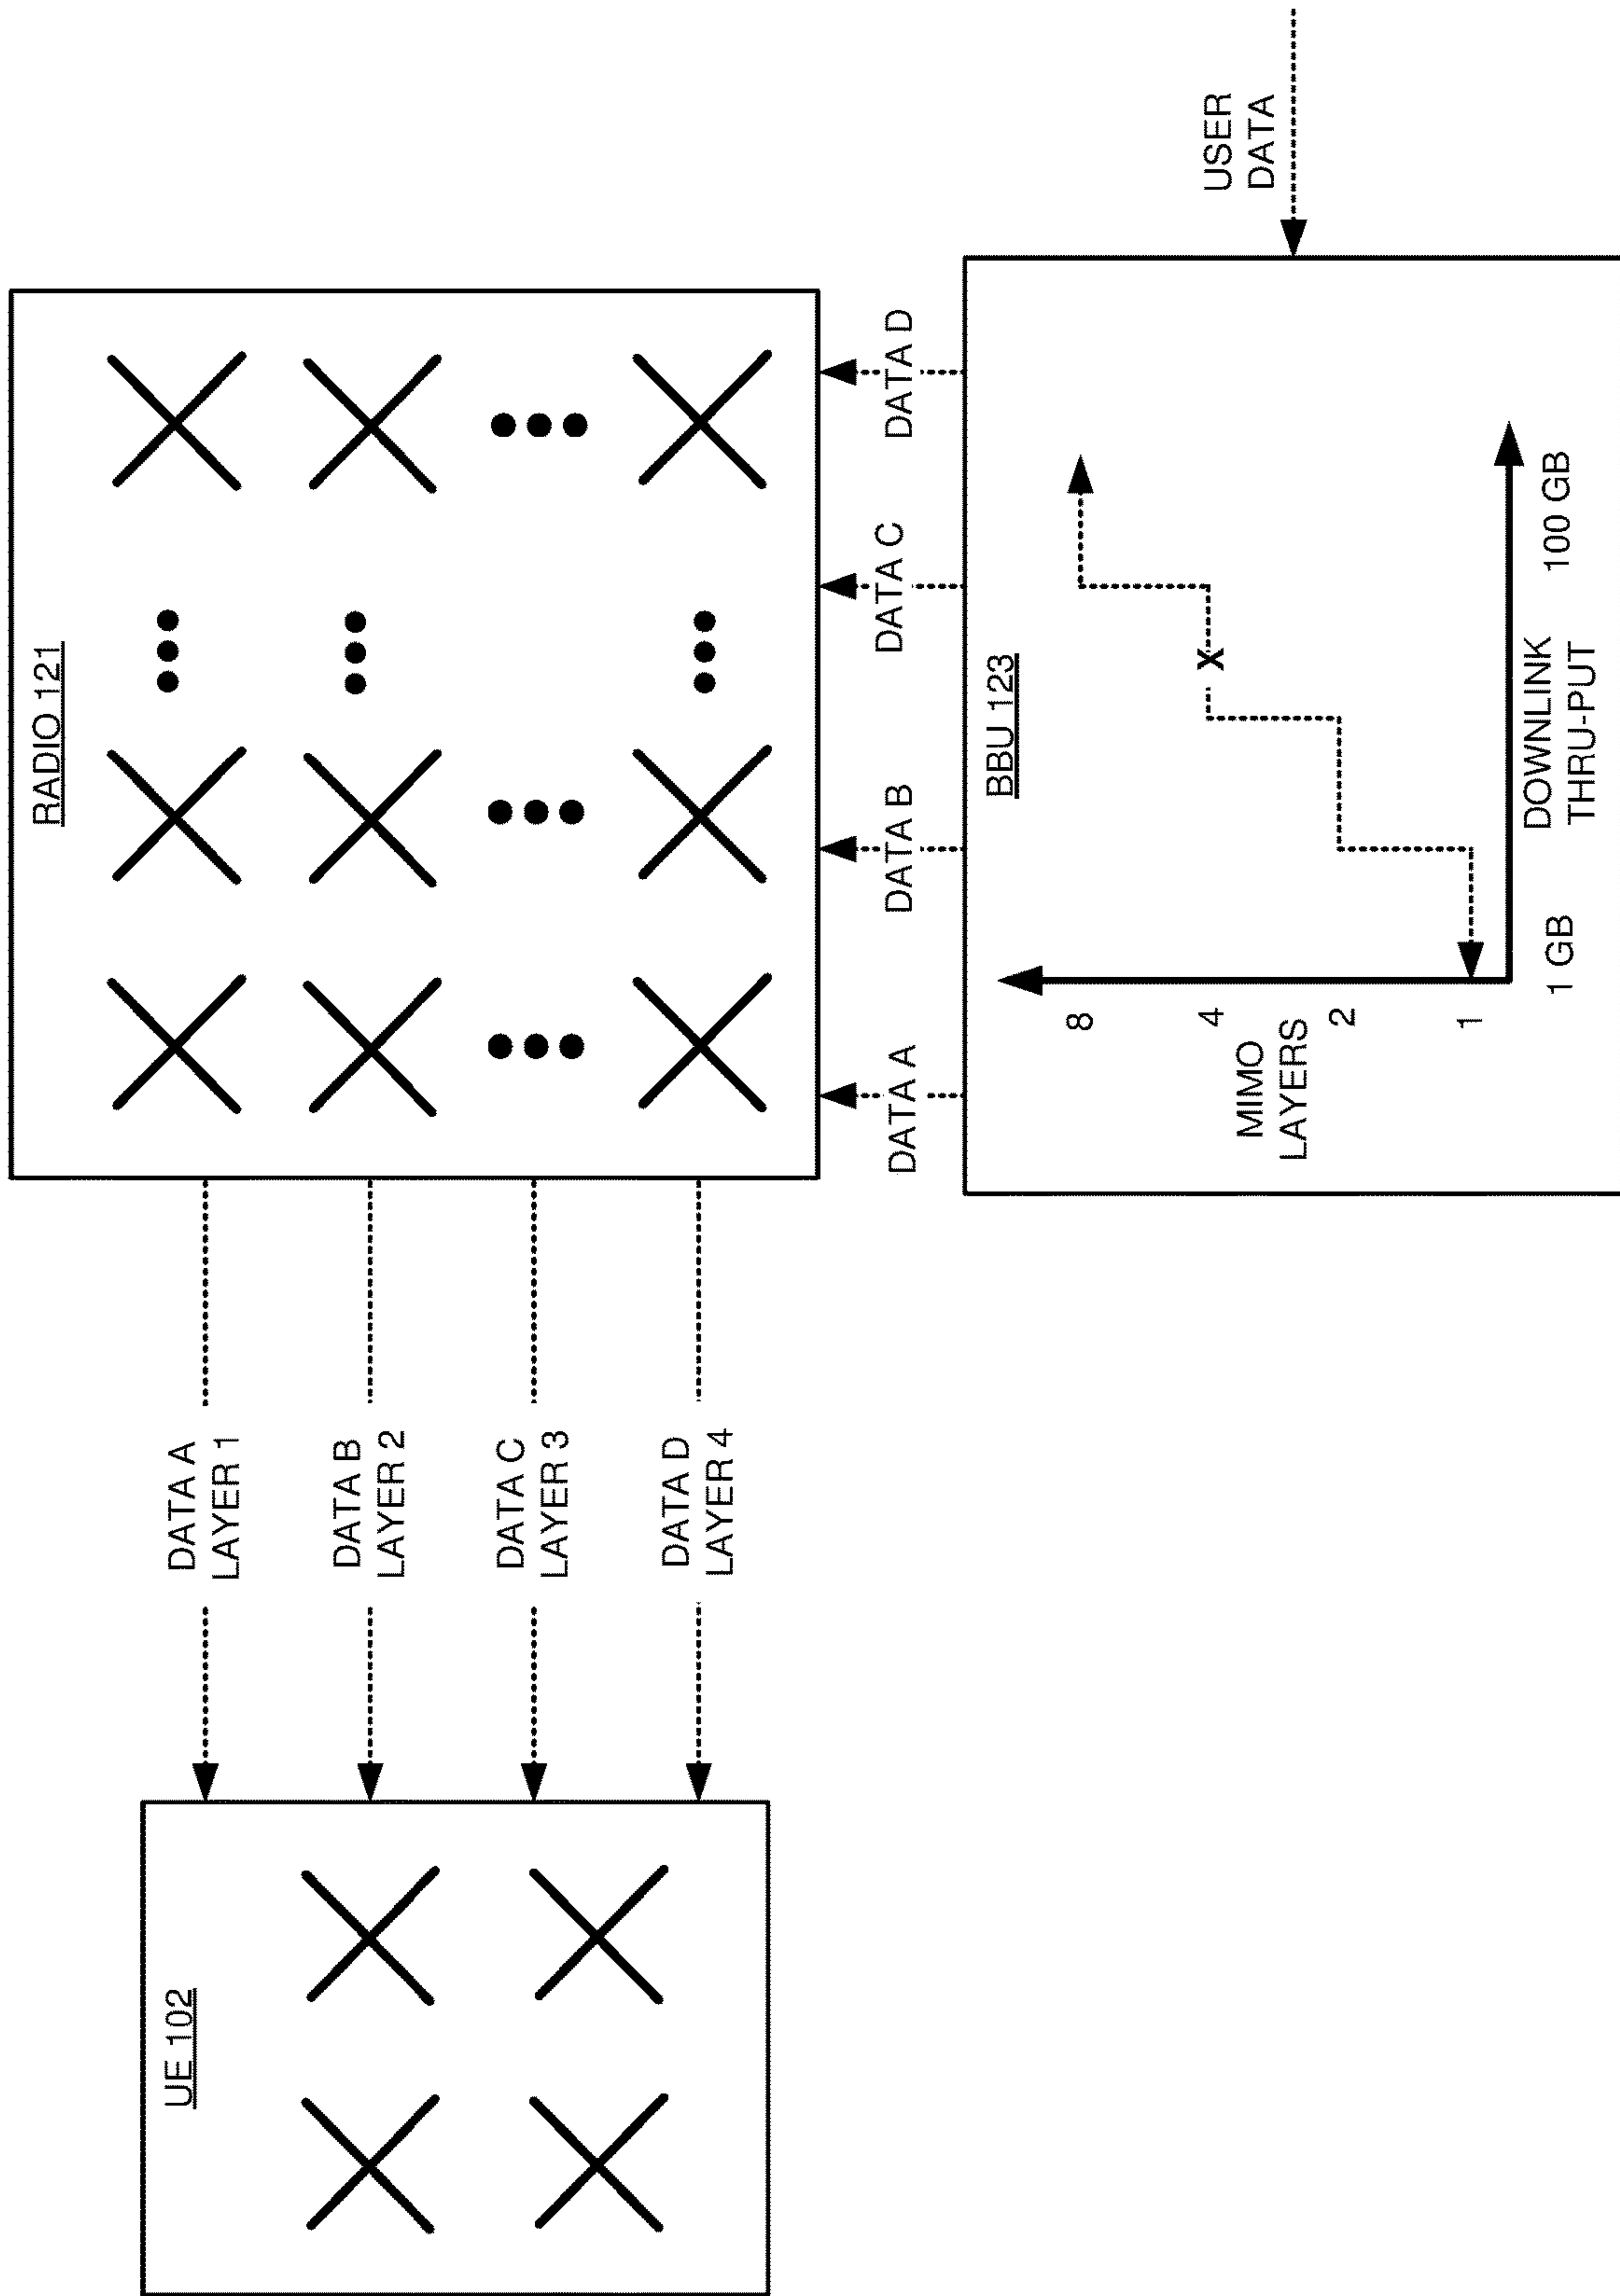 UE 102
DATA A
LAYER 1
DATA B
LAYER 2
DATA C
LAYER 3
DATA D
LAYER 4
RADIO 121
DATA A
DATA B
DATA C
DATA D
BBU 123
8
4
2
1
MIMO
LAYERS
1 GB
100 GB
DOWNLINK
THRU-PUT
X
USER
DATA